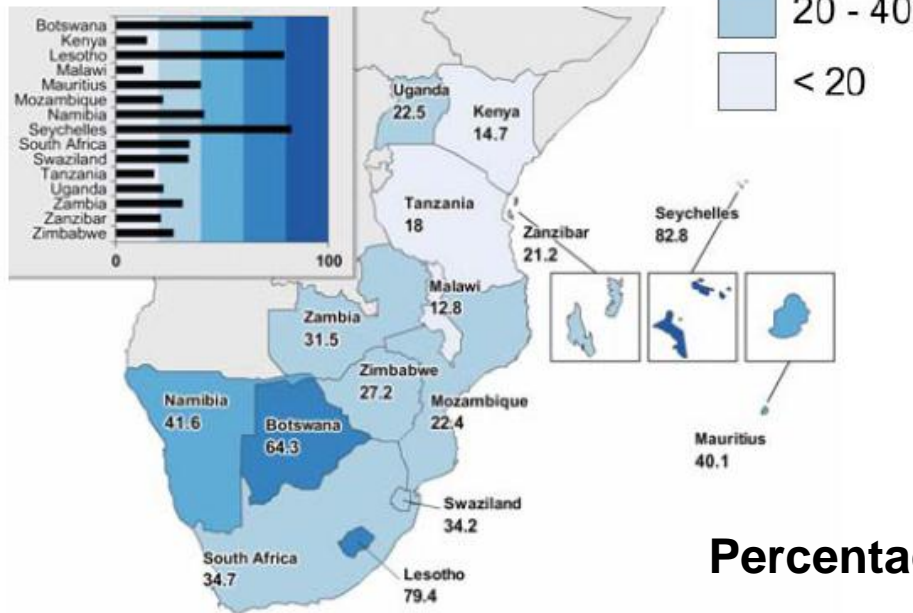 Botswana
Kenya
Lesotho
Malawi
Mauritius
Mozambique
Namibia
Seychelles
South Africa
Swaziland
Tanzania
Uganda
Zambia
Zanzibar
Zimbabwe
0 100
20 - 40
< 20
Uganda
22.5
Kenya
14.7
Tanzania
18
Zanzibar
21.2
Seychelles
82.8
Malawi
12.8
Zambia
31.5
Zimbabwe
27.2
Mozambique
22.4
Namibia
41.6
Botswana
64.3
Mauritius
40.1
Swaziland
34.2
South Africa
34.7
Lesotho
79.4